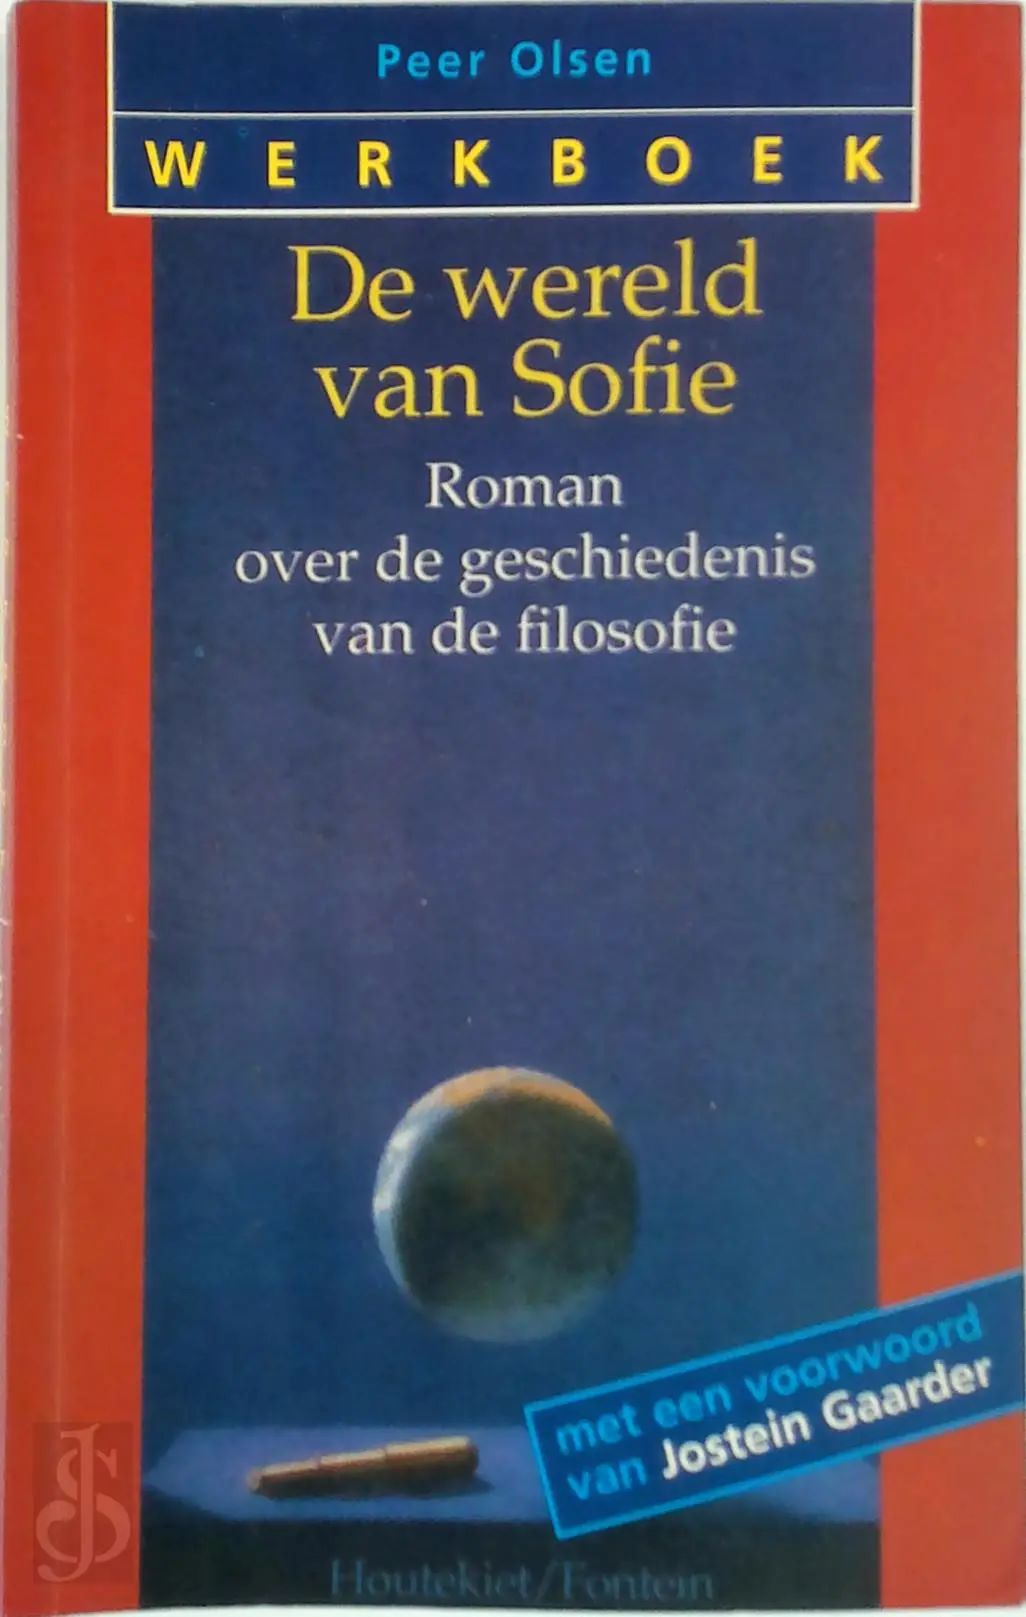 Peer Olsen
WERKBOEK
De wereld
van Sofie
Roman
over de geschiedenis
van de filosofie
met een voorwoord
van Jostein Gaarder
Houtekiet/Fontein